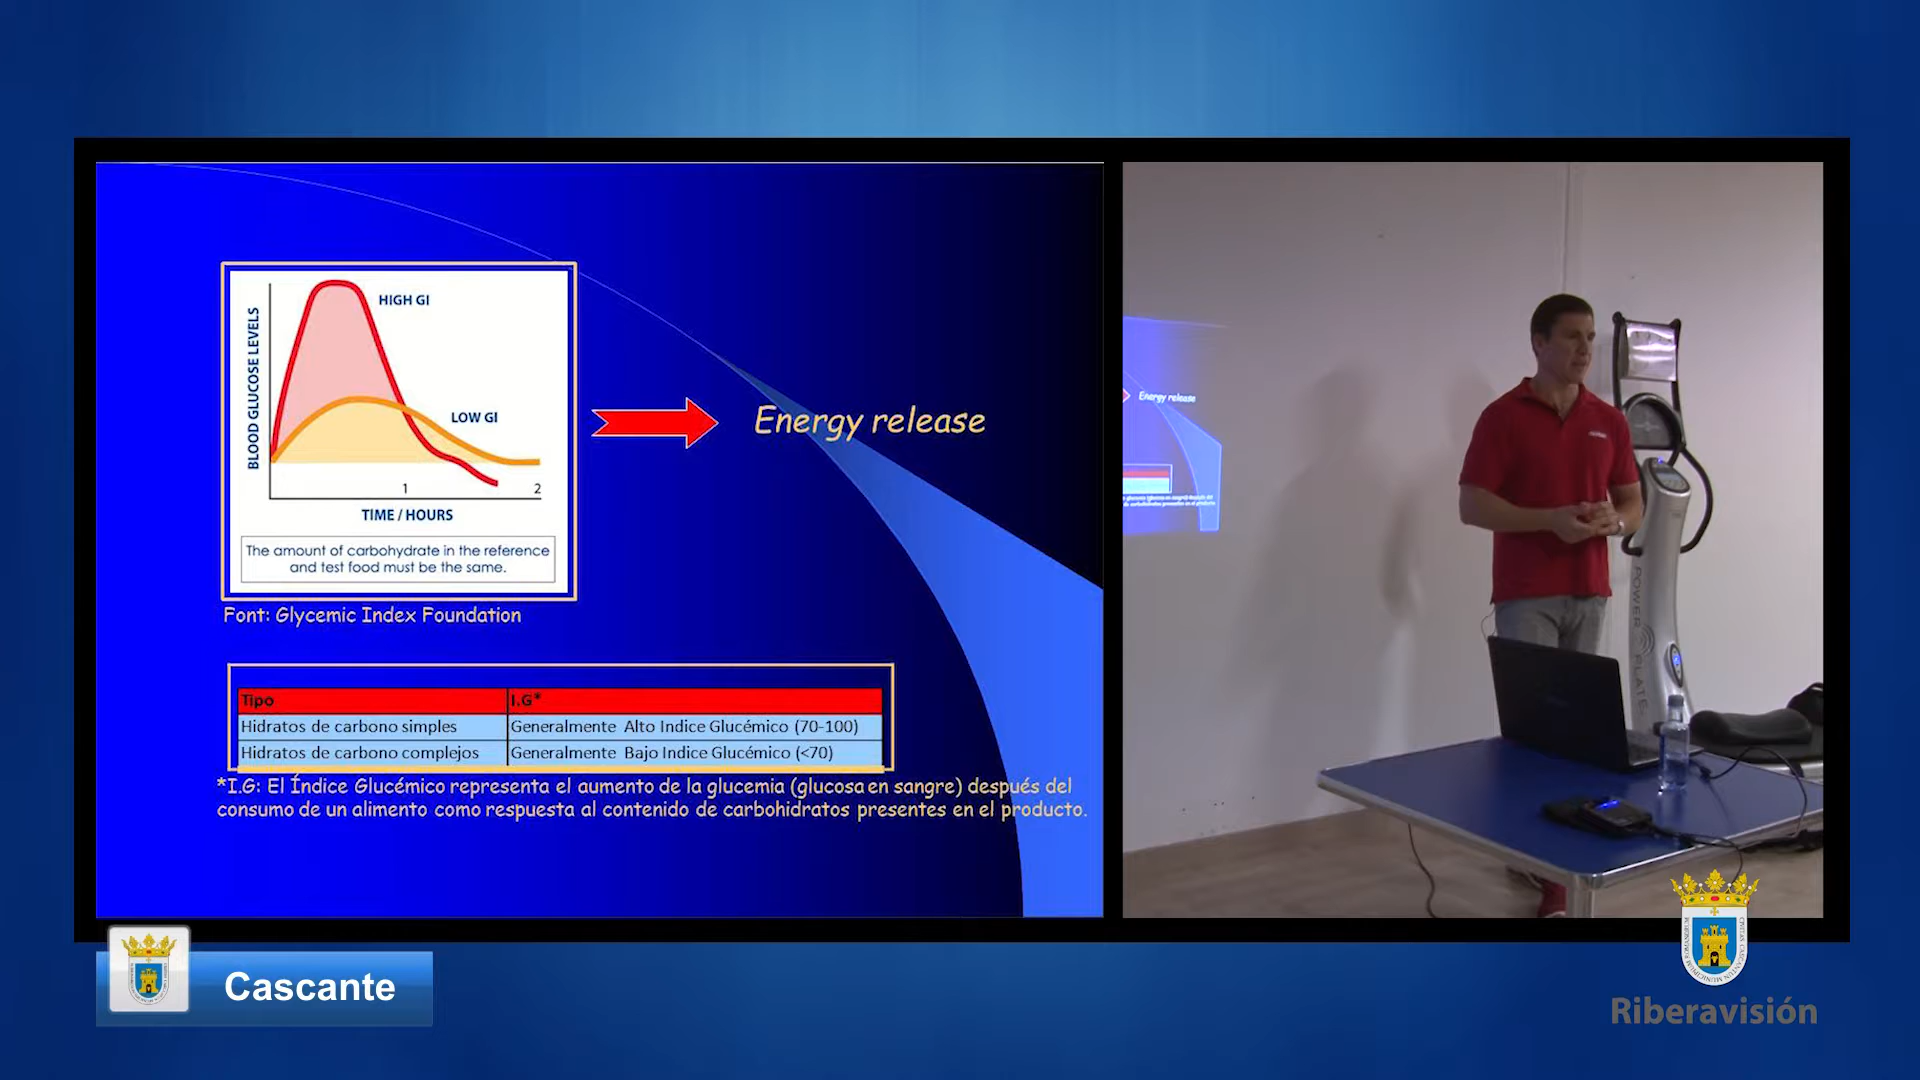 HIGH GI
LOW GI
BLOOD GLUCOSE LEVELS
1
2
TIME / HOURS
The amount of carbohydrate in the reference
and test food must be the same.
Font: Glycemic Index Foundation
Energy release
Tipo I.G*
Hidratos de carbono simples Generalmente Alto Indice Glucémico (70-100)
Hidratos de carbono complejos Generalmente Bajo Indice Glucémico (<70)
*I.G: El Índice Glucémico representa el aumento de la glucemia (glucosa en sangre) después del
consumo de un alimento como respuesta al contenido de carbohidratos presentes en el producto.
Energy release
POWER PLATE
Cascante
Riberavisión